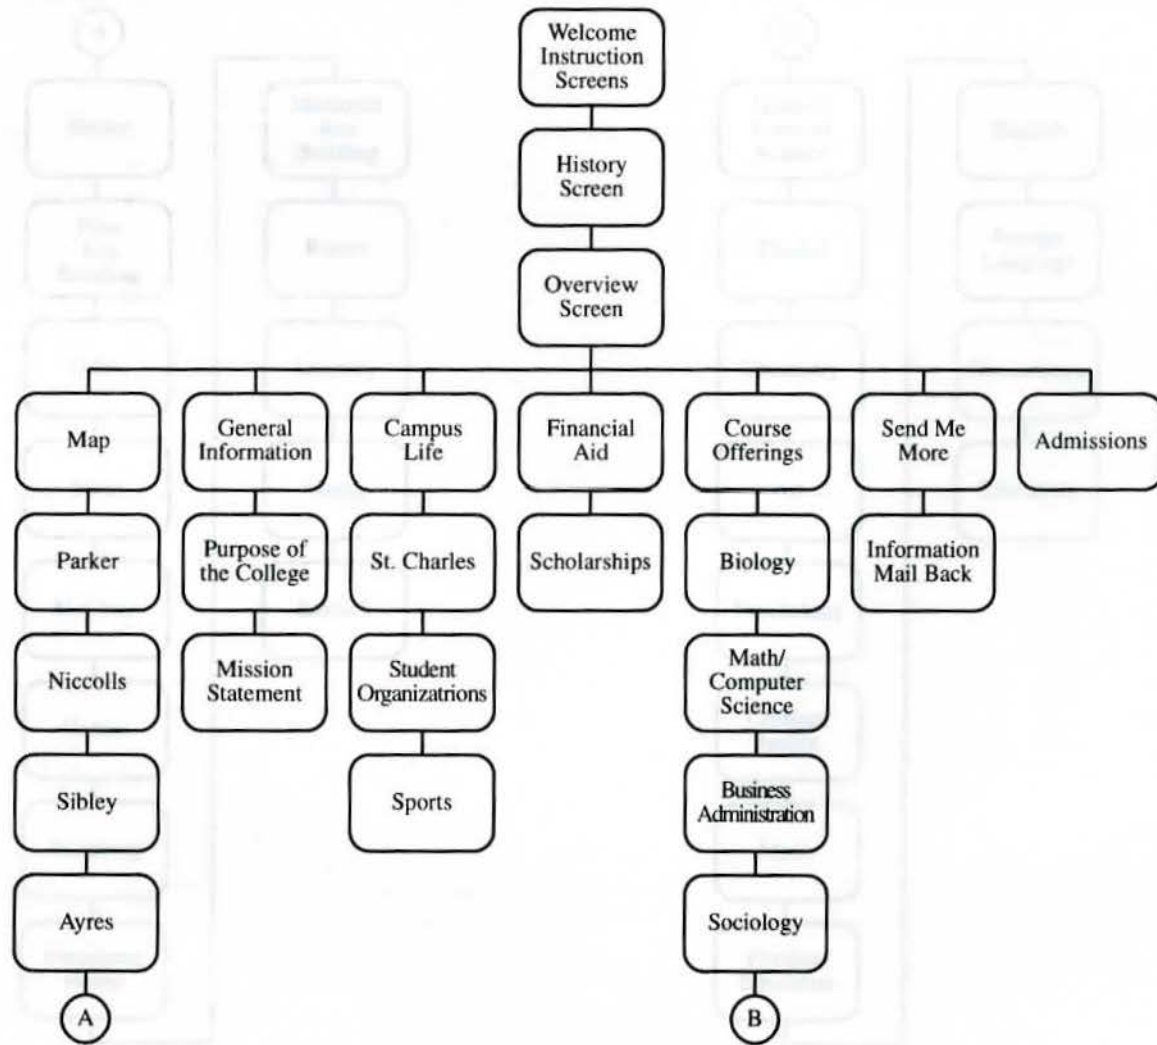 Welcome
Instruction
Screens
History
Screen
Overview
Screen
Map
General
Information
Campus
Life
Financial
Aid
Course
Offerings
Send Me
More
Admissions
Parker
Purpose of
the College
St. Charles
Scholarships
Biology
Information
Mail Back
Niccolls
Mission
Statement
Student
Organizatrions
Math/
Computer
Science
Sibley
Sports
Business
Administration
Ayres
Sociology
A
B